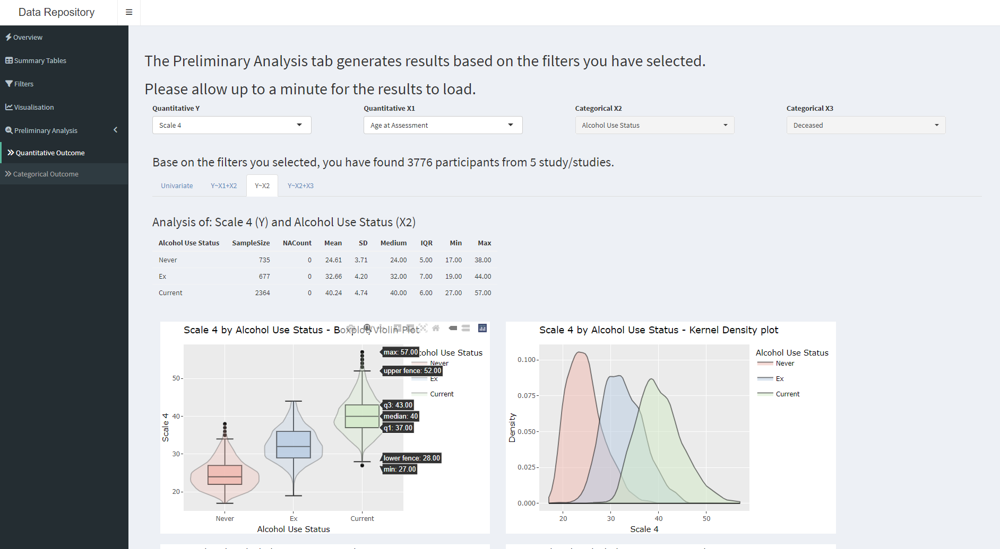 Data Repository
Overview
Summary Tables
Filters
Visualisation
Preliminary Analysis
Quantitative Outcome
Categorical Outcome
The Preliminary Analysis tab generates results based on the filters you have selected.
Please allow up to a minute for the results to load.
Quantitative Y Quantitative X1 Categorical X2 Categorical X3
Scale 4 Age at Assessment Alcohol Use Status Deceased
Base on the filters you selected, you have found 3776 participants from 5 study/studies.
Univariate Y~X1+X2 Y~X2 Y~X2+X3
Analysis of: Scale 4 (Y) and Alcohol Use Status (X2)
Alcohol Use Status SampleSize NACount Mean SD Medium IQR Min Max
Never 735 0 24.61 3.71 24.00 5.00 17.00 38.00
Ex 677 0 32.66 4.20 32.00 7.00 19.00 44.00
Current 2364 0 40.24 4.74 40.00 6.00 27.00 57.00
Scale 4 by Alcohol Use Status - Boxplot/Violin Plot
max: 57.00
cohol Use Status
Never
upper fence: 52.00
Ex
Current
q3: 43.00
median: 40
q1: 37.00
lower fence: 28.00
min: 27.00
50
40
30
20
Scale 4
Never Ex Current
Alcohol Use Status
Scale 4 by Alcohol Use Status - Kernel Density plot
Alcohol Use Status
Never
Ex
Current
0.100
0.075
0.050
0.025
0.000
Density
20 30 40 50
Scale 4